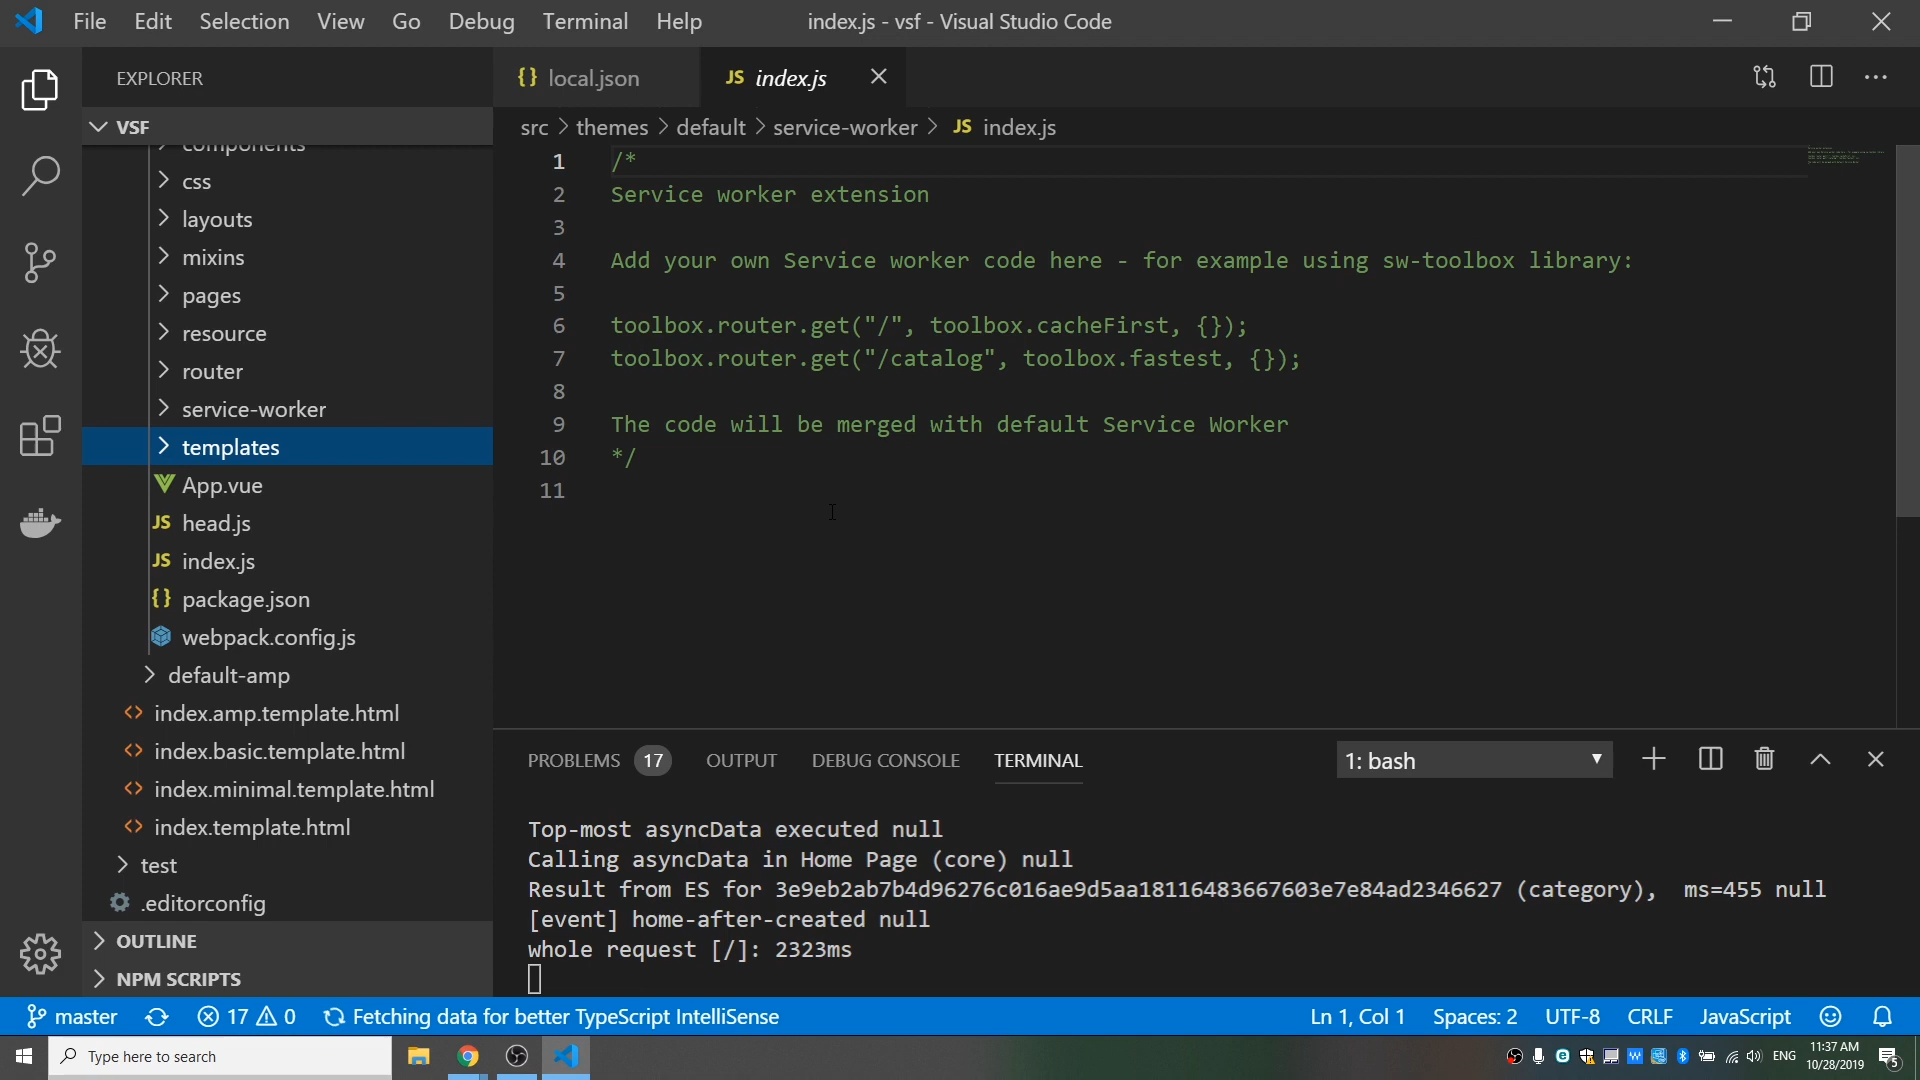 File Edit Selection View Go Debug Terminal Help
index.js - vsf - Visual Studio Code
EXPLORER
{} local.json
JS index.js
VSF
src > themes > default > service-worker > JS index.js
components
css
layouts
mixins
pages
resource
router
service-worker
templates
App.vue
JS head.js
JS index.js
{} package.json
webpack.config.js
default-amp
<> index.amp.template.html
<> index.basic.template.html
<> index.minimal.template.html
<> index.template.html
test
.editorconfig
OUTLINE
NPM SCRIPTS
1 /*
2 Service worker extension
3
4 Add your own Service worker code here - for example using sw-toolbox library:
5
6 toolbox.router.get("/", toolbox.cacheFirst, {});
7 toolbox.router.get("/catalog", toolbox.fastest, {});
8
9 The code will be merged with default Service Worker
10 */
11
PROBLEMS 17 OUTPUT DEBUG CONSOLE TERMINAL
1: bash
Top-most asyncData executed null
Calling asyncData in Home Page (core) null
Result from ES for 3e9eb2ab7b4d96276c016ae9d5aa18116483667603e7e84ad2346627 (category),  ms=455 null
[event] home-after-created null
whole request [/]: 2323ms
master 17 0 Fetching data for better TypeScript IntelliSense
Ln 1, Col 1 Spaces: 2 UTF-8 CRLF JavaScript
Type here to search
ENG
11:37 AM
10/28/2019
5